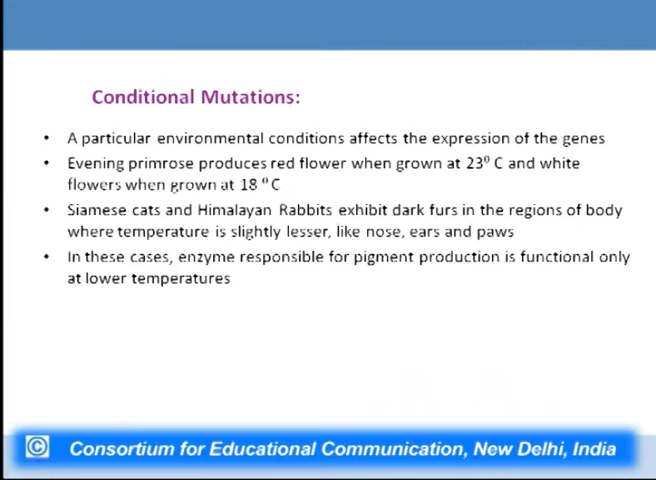 Conditional Mutations:
• A particular environmental conditions affects the expression of the genes
• Evening primrose produces red flower when grown at 23⁰ C and white
flowers when grown at 18 ⁰ C
• Siamese cats and Himalayan Rabbits exhibit dark furs in the regions of body
where temperature is slightly lesser, like nose, ears and paws
• In these cases, enzyme responsible for pigment production is functional only
at lower temperatures
© Consortium for Educational Communication, New Delhi, India